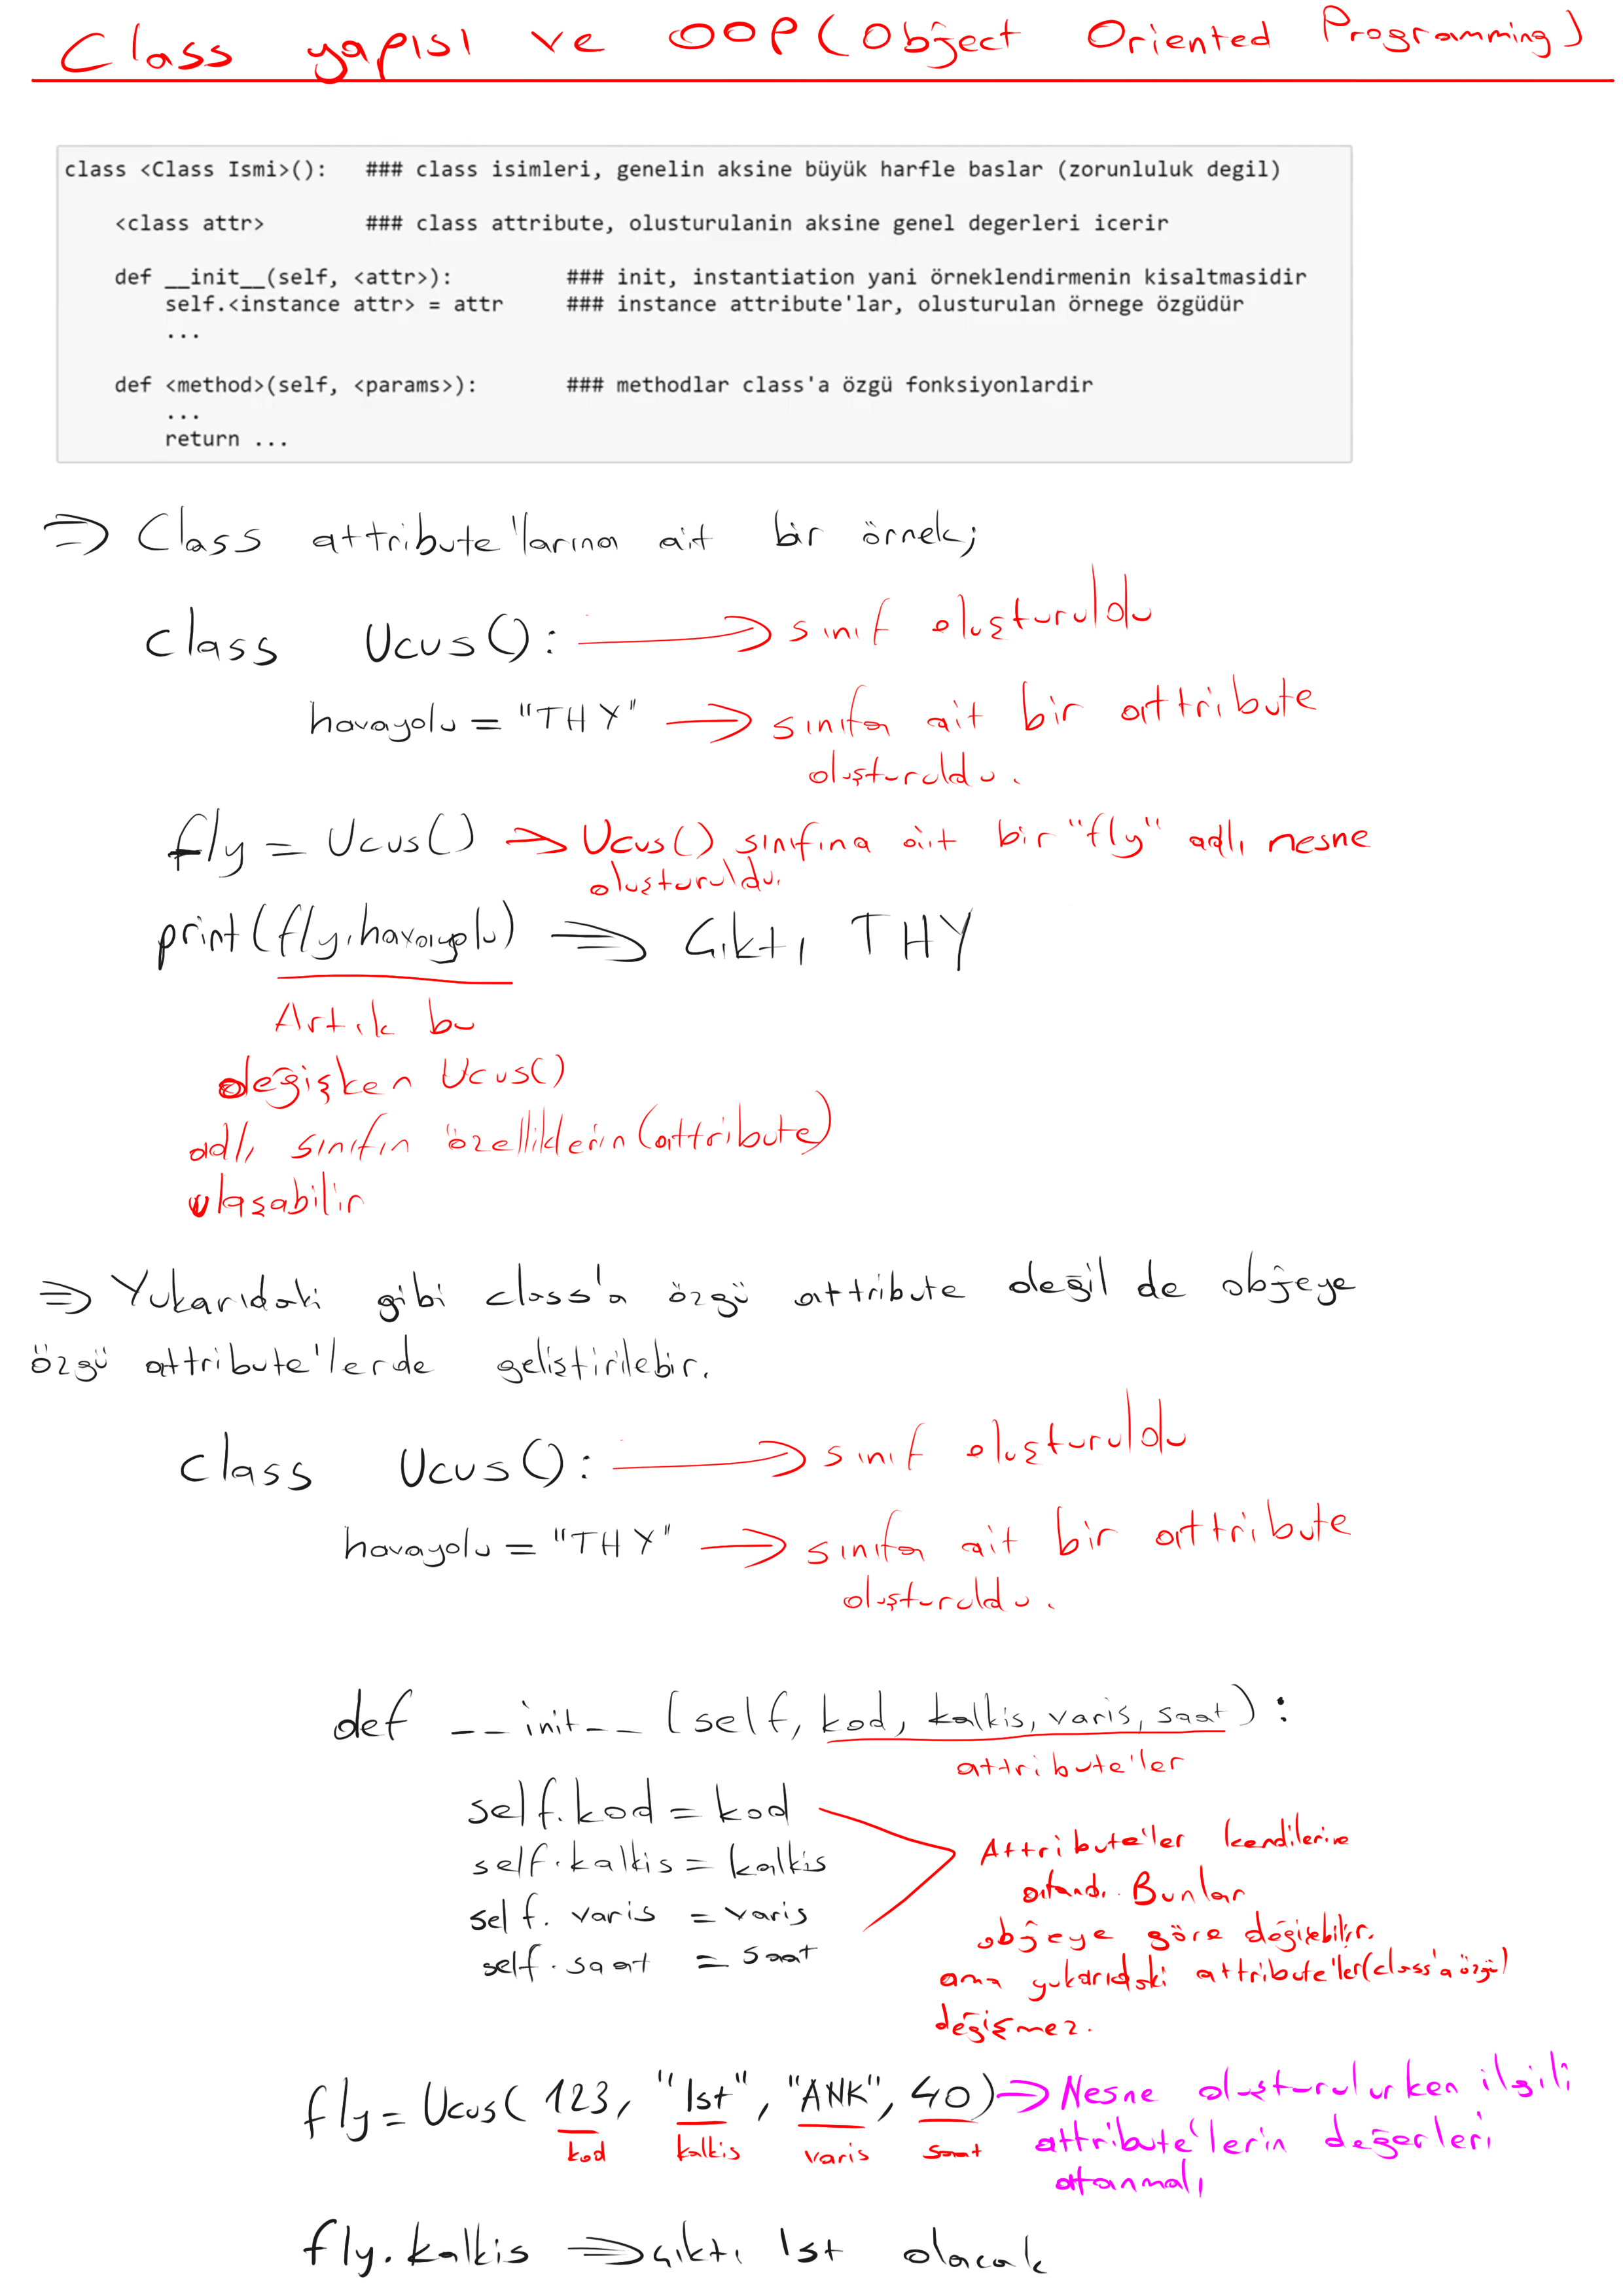 Class yapısı ve OOP (Object Oriented Programming)
class <Class Ismi>():   ### class isimleri, genelin aksine büyük harfle baslar (zorunluluk degil)
<class attr>   ### class attribute, olusturulanin aksine genel degerleri icerir
def __init__(self, <attr>):   ### init, instantiation yani örneklendirmenin kisaltmasidir
self.<instance attr> = attr   ### instance attribute'lar, olusturulan örnege özgüdür
...
def <method>(self, <params>):   ### methodlar class'a özgü fonksiyonlardir
...
return ...
⇒ Class attribute'larına ait bir örnek;
class Ucus(): → sınıf oluşturuldu
havayolu = "THY" → sınıfa ait bir attribute
oluşturuldu.
fly = Ucus() → Ucus() sınıfına ait bir "fly" adlı nesne
oluşturuldu.
print(fly.havayolu) ⇒ Çıktı THY
Artık bu
değişken Ucus()
adlı sınıfın özelliklerin (attribute)
ulaşabilir
⇒ Yukarıdaki gibi class'a özgü attribute değil de objeye
özgü attribute'lerde geliştirilebir.
class Ucus(): → sınıf oluşturuldu
havayolu = "THY" → sınıfa ait bir attribute
oluşturuldu.
def __init__ (self, kod, kalkis, varis, saat):
attribute'ler
self.kod = kod
self.kalkis = kalkis
self.varis = varis
self.saat = saat
Attribute'ler kendilerine
atandı. Bunlar
objeye göre değişebilir.
ama yukarıdaki attribute'ler(class'a özgü)
değişmez.
fly = Ucus( 123, "Ist", "ANK", 40) → Nesne oluşturulurken ilgili
kod kalkis varis saat attribute'lerin değerleri
atanmalı
fly.kalkis ⇒ çıktı Ist olacak